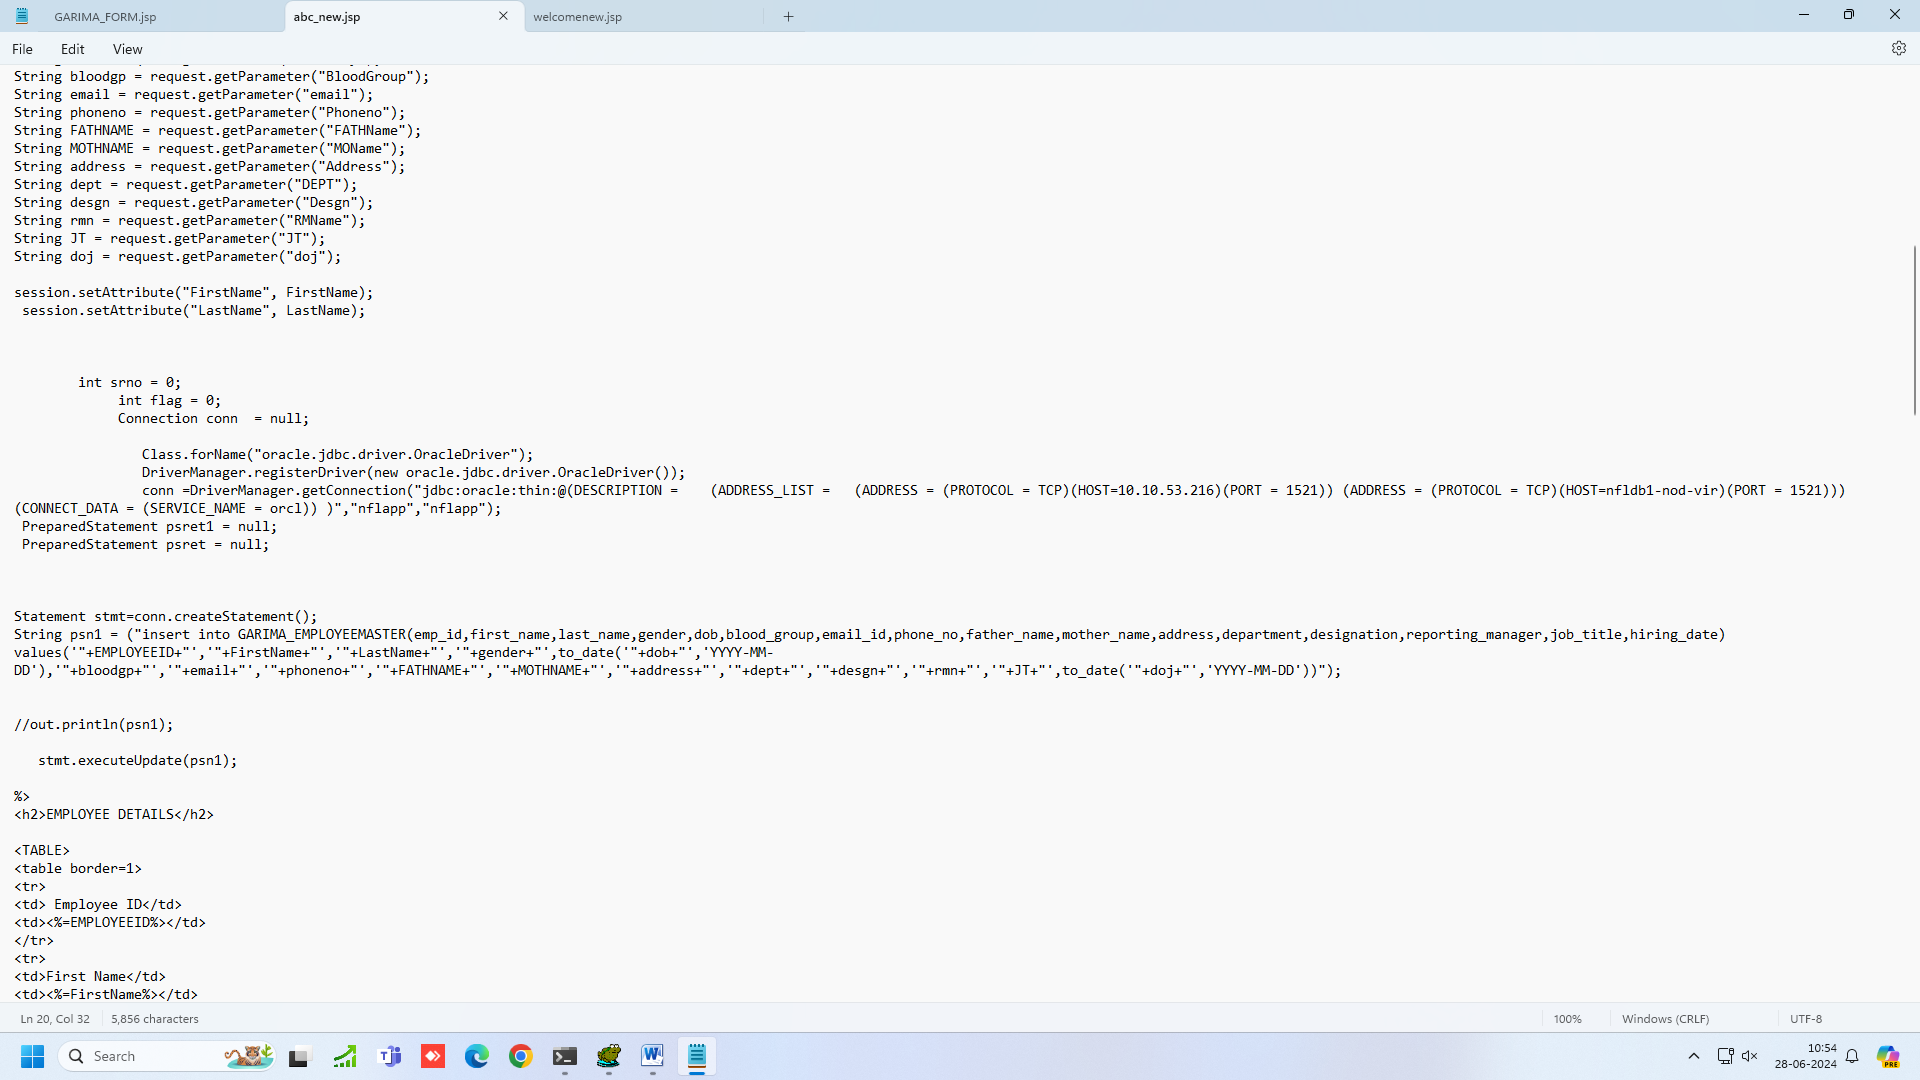 GARIMA_FORM.jsp
abc_new.jsp
welcomenew.jsp
File Edit View
String bloodgp = request.getParameter("BloodGroup");
String email = request.getParameter("email");
String phoneno = request.getParameter("Phoneno");
String FATHNAME = request.getParameter("FATHName");
String MOTHNAME = request.getParameter("MOName");
String address = request.getParameter("Address");
String dept = request.getParameter("DEPT");
String desgn = request.getParameter("Desgn");
String rmn = request.getParameter("RMName");
String JT = request.getParameter("JT");
String doj = request.getParameter("doj");
session.setAttribute("FirstName", FirstName);
session.setAttribute("LastName", LastName);
int srno = 0;
int flag = 0;
Connection conn  = null;
Class.forName("oracle.jdbc.driver.OracleDriver");
DriverManager.registerDriver(new oracle.jdbc.driver.OracleDriver());
conn =DriverManager.getConnection("jdbc:oracle:thin:@(DESCRIPTION =    (ADDRESS_LIST =   (ADDRESS = (PROTOCOL = TCP)(HOST=10.10.53.216)(PORT = 1521)) (ADDRESS = (PROTOCOL = TCP)(HOST=nfldb1-nod-vir)(PORT = 1521)))
(CONNECT_DATA = (SERVICE_NAME = orcl)) )","nflapp","nflapp");
PreparedStatement psret1 = null;
PreparedStatement psret = null;
Statement stmt=conn.createStatement();
String psn1 = ("insert into GARIMA_EMPLOYEEMASTER(emp_id,first_name,last_name,gender,dob,blood_group,email_id,phone_no,father_name,mother_name,address,department,designation,reporting_manager,job_title,hiring_date)
values('"+EMPLOYEEID+"','"+FirstName+"','"+LastName+"','"+gender+"',to_date('"+dob+"','YYYY-MM-
DD'),'"+bloodgp+"','"+email+"','"+phoneno+"','"+FATHNAME+"','"+MOTHNAME+"','"+address+"','"+dept+"','"+desgn+"','"+rmn+"','"+JT+"',to_date('"+doj+"','YYYY-MM-DD'))");
//out.println(psn1);
stmt.executeUpdate(psn1);
%>
<h2>EMPLOYEE DETAILS</h2>
<TABLE>
<table border=1>
<tr>
<td> Employee ID</td>
<td><%=EMPLOYEEID%></td>
</tr>
<tr>
<td>First Name</td>
<td><%=FirstName%></td>
Ln 20, Col 32 5,856 characters 100% Windows (CRLF) UTF-8
Search
10:54
28-06-2024
PRE